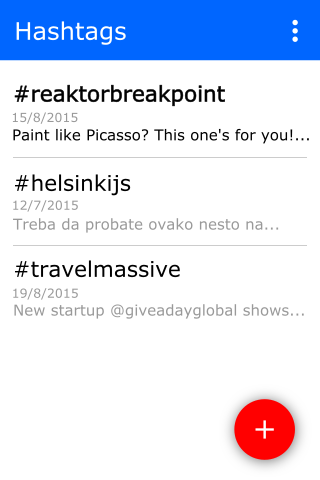 Hashtags
#reaktorbreakpoint
15/8/2015
Paint like Picasso? This one's for you!...
#helsinkijs
12/7/2015
Treba da probate ovako nesto na...
#travelmassive
19/8/2015
New startup @giveadayglobal shows...
+